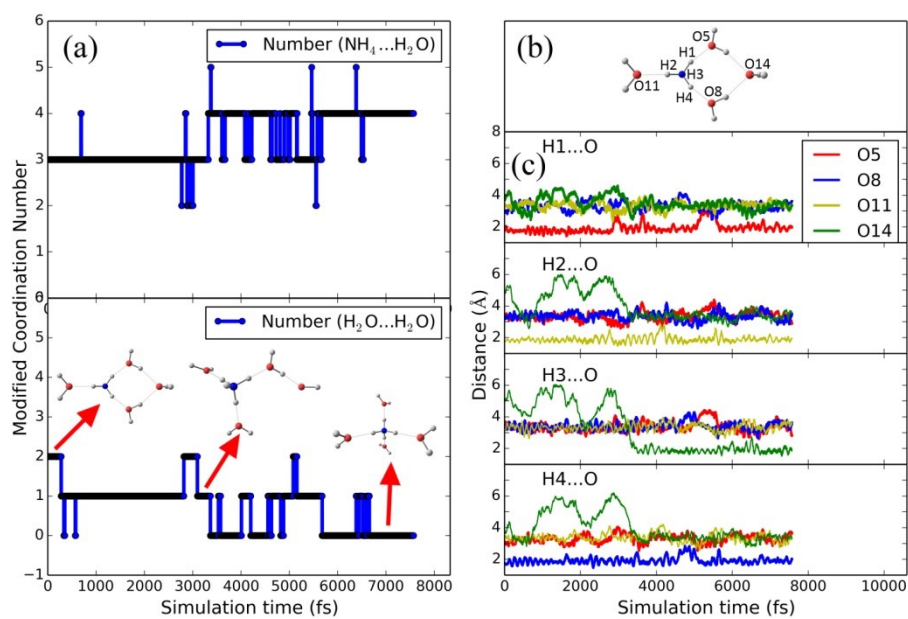 (a)
Number (NH₄...H₂O)
6
5
4
3
2
1
0
Modified Coordination Number
Number (H₂O...H₂O)
5
4
3
2
1
0
−1
0 1000 2000 3000 4000 5000 6000 7000 8000
Simulation time (fs)
(b)
O5
H1
H2
O11
H3
O14
H4
O8
(c)
H1...O
O5
O8
O11
O14
8
6
4
2
H2...O
6
4
2
H3...O
6
4
2
H4...O
6
4
2
Distance (Å)
0 2000 4000 6000 8000 10000
Simulation time (fs)